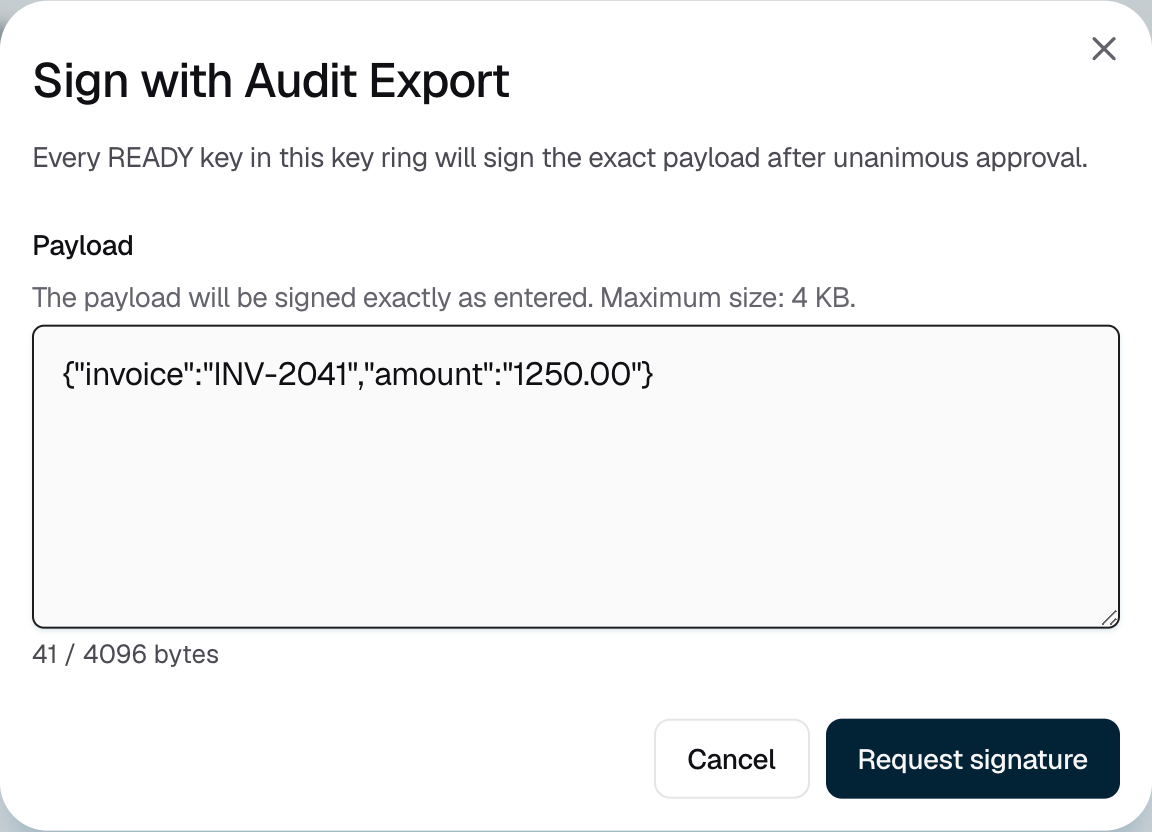 Sign with Audit Export
Every READY key in this key ring will sign the exact payload after unanimous approval.
Payload
The payload will be signed exactly as entered. Maximum size: 4 KB.
{"invoice":"INV-2041","amount":"1250.00"}
41 / 4096 bytes
Cancel
Request signature